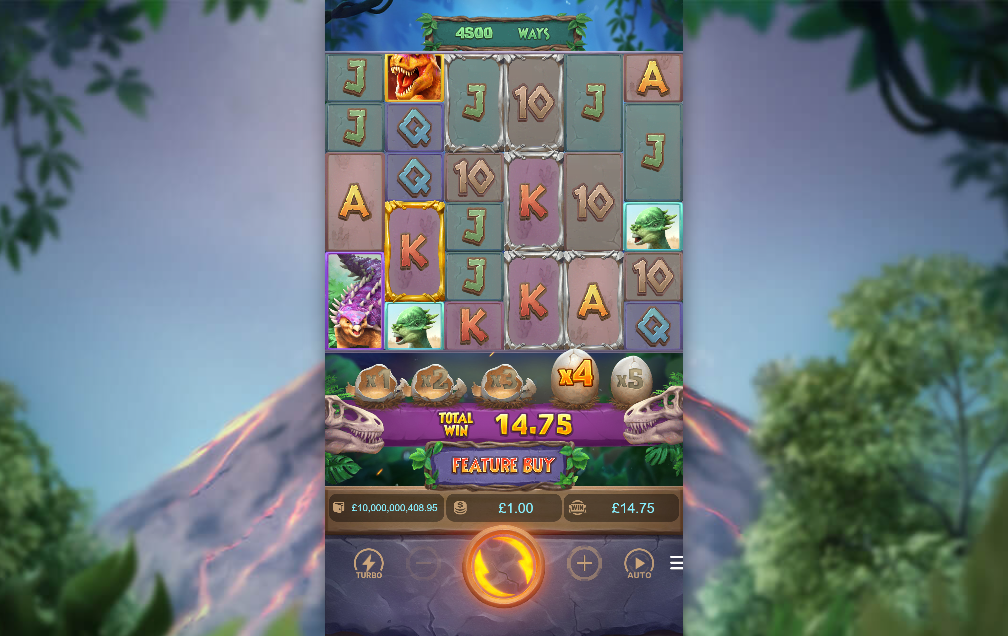 4500 WAYS
J J 10 J A
J Q J
A Q 10 K 10
K J
J K A 10
K Q
x1 x2 x3 x4 x5
TOTAL WIN 14.75
FEATURE BUY
£10,000,000,408.95 £1.00 WIN £14.75
TURBO AUTO